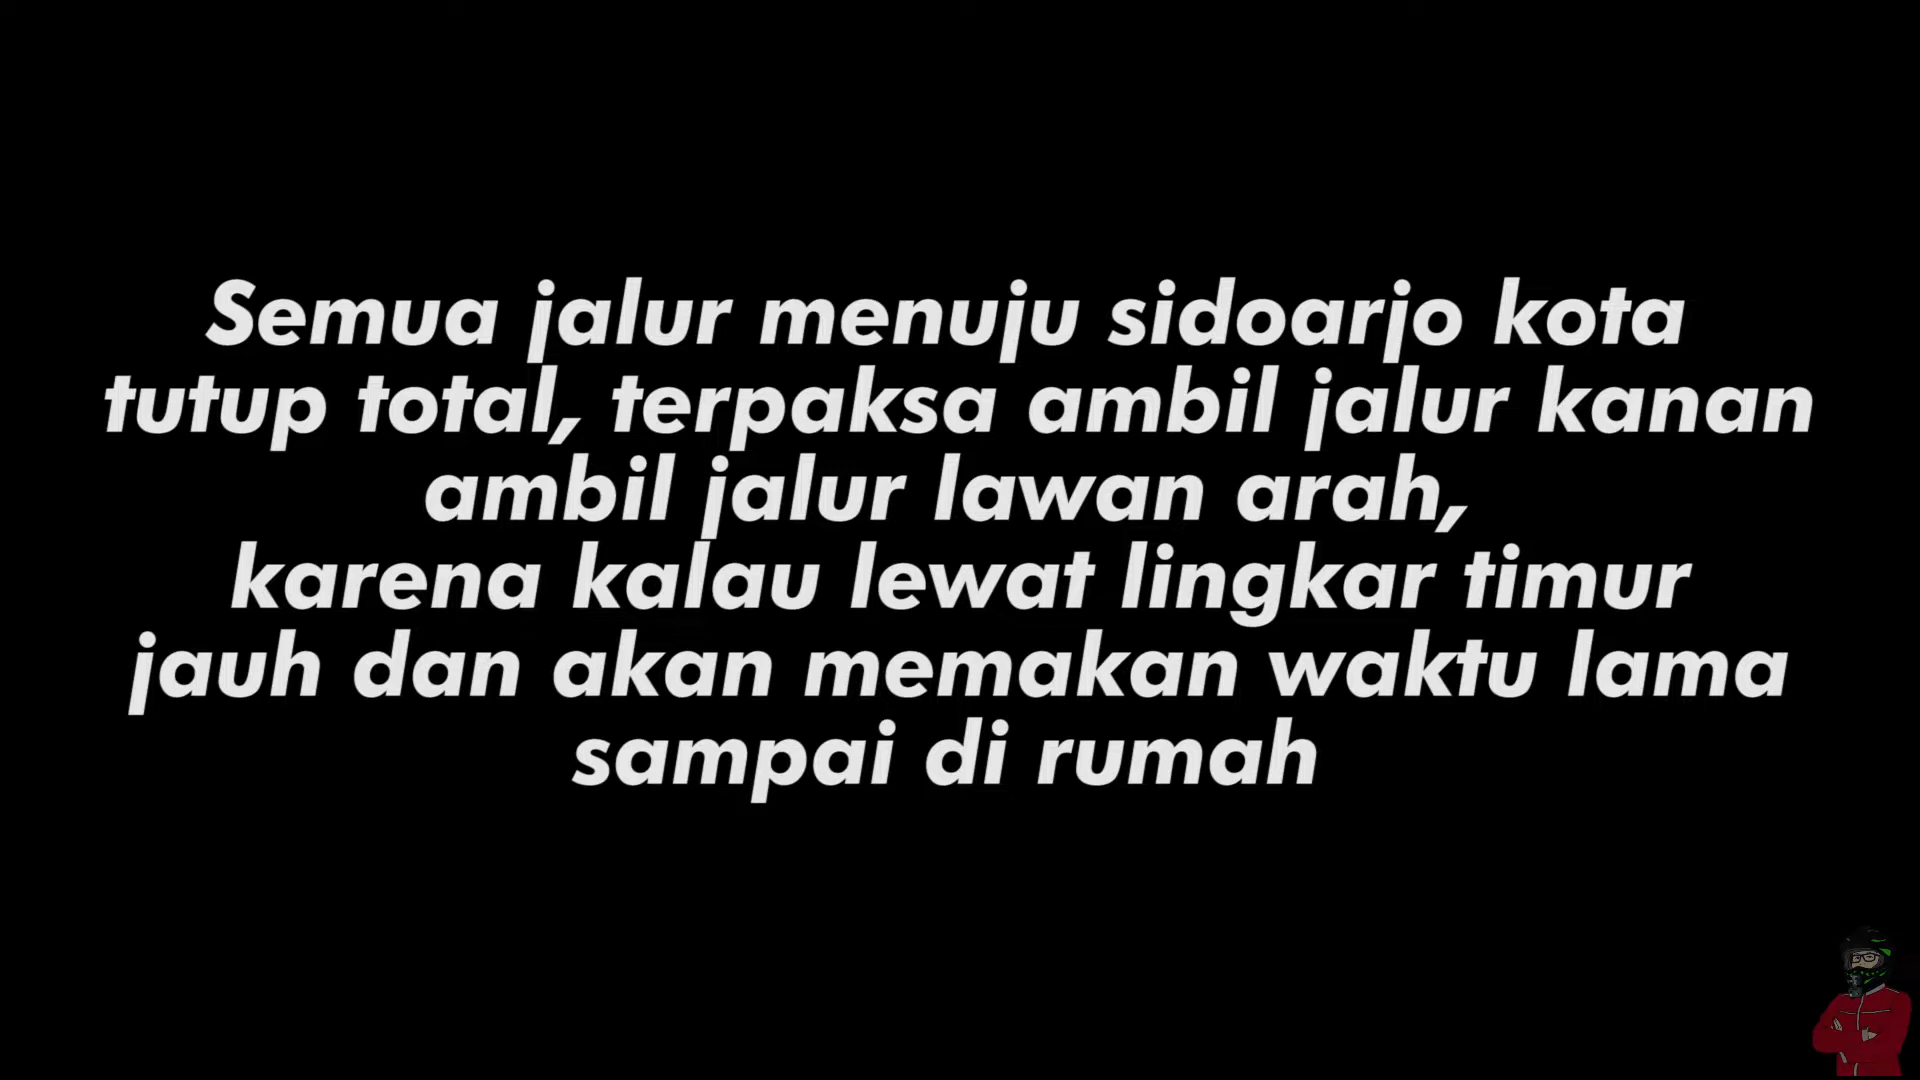 Semua jalur menuju sidoarjo kota
tutup total, terpaksa ambil jalur kanan
ambil jalur lawan arah,
karena kalau lewat lingkar timur
jauh dan akan memakan waktu lama
sampai di rumah